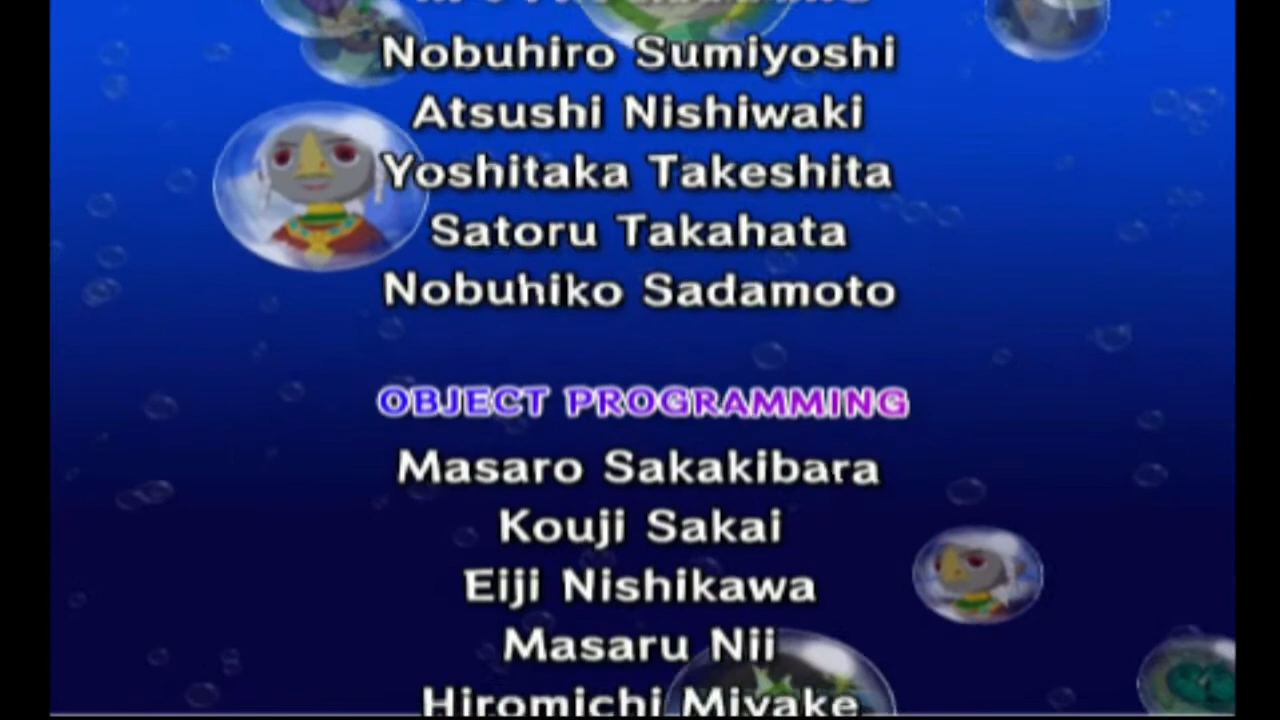 Nobuhiro Sumiyoshi
Atsushi Nishiwaki
Yoshitaka Takeshita
Satoru Takahata
Nobuhiko Sadamoto
OBJECT PROGRAMMING
Masaro Sakakibara
Kouji Sakai
Eiji Nishikawa
Masaru Nii
Hiromichi Miyake